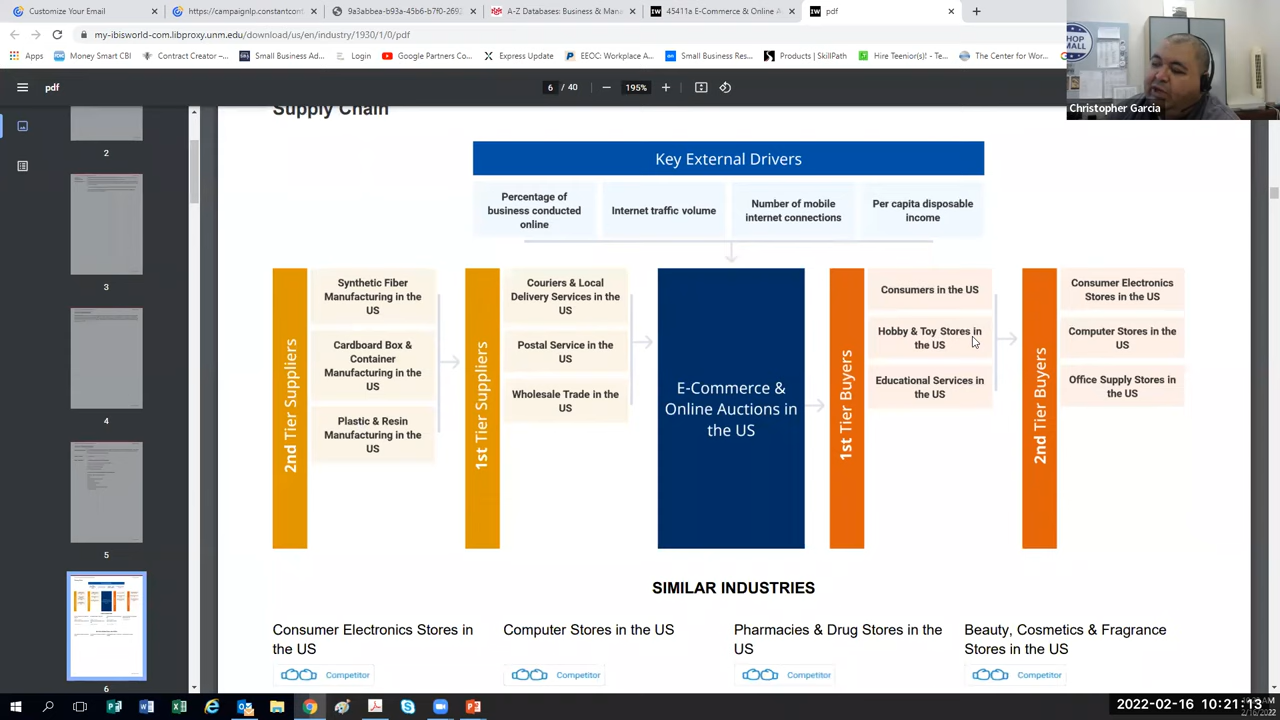 Customize Your Email
https://campaignlp.constantcont
9a3abbea-b93a-45b6-b7f0-2692
A-Z Databases: Business & Mana
45411a E-Commerce & Online A
pdf
my-ibisworld-com.libproxy.unm.edu/download/us/en/industry/1930/1/0/pdf
Apps
Money Smart CBI
Contract Creator –...
Small Business Ad...
Login
Google Partners Co...
Express Update
EEOC: Workplace A...
Small Business Res...
Products | SkillPath
Hire Teenior(s)! - Te...
The Center for Wor...
pdf
6 / 40
195%
HOP
MALL
Christopher Garcia
Supply Chain
Key External Drivers
Percentage of
business conducted
online
Internet traffic volume
Number of mobile
internet connections
Per capita disposable
income
2nd Tier Suppliers
Synthetic Fiber
Manufacturing in the
US
Cardboard Box &
Container
Manufacturing in the
US
Plastic & Resin
Manufacturing in the
US
1st Tier Suppliers
Couriers & Local
Delivery Services in the
US
Postal Service in the
US
Wholesale Trade in the
US
E-Commerce &
Online Auctions in
the US
1st Tier Buyers
Consumers in the US
Hobby & Toy Stores in
the US
Educational Services in
the US
2nd Tier Buyers
Consumer Electronics
Stores in the US
Computer Stores in the
US
Office Supply Stores in
the US
SIMILAR INDUSTRIES
Consumer Electronics Stores in
the US
Competitor
Computer Stores in the US
Competitor
Pharmacies & Drug Stores in the
US
Competitor
Beauty, Cosmetics & Fragrance
Stores in the US
Competitor
2
3
4
5
6
2022-02-16 10:21:13